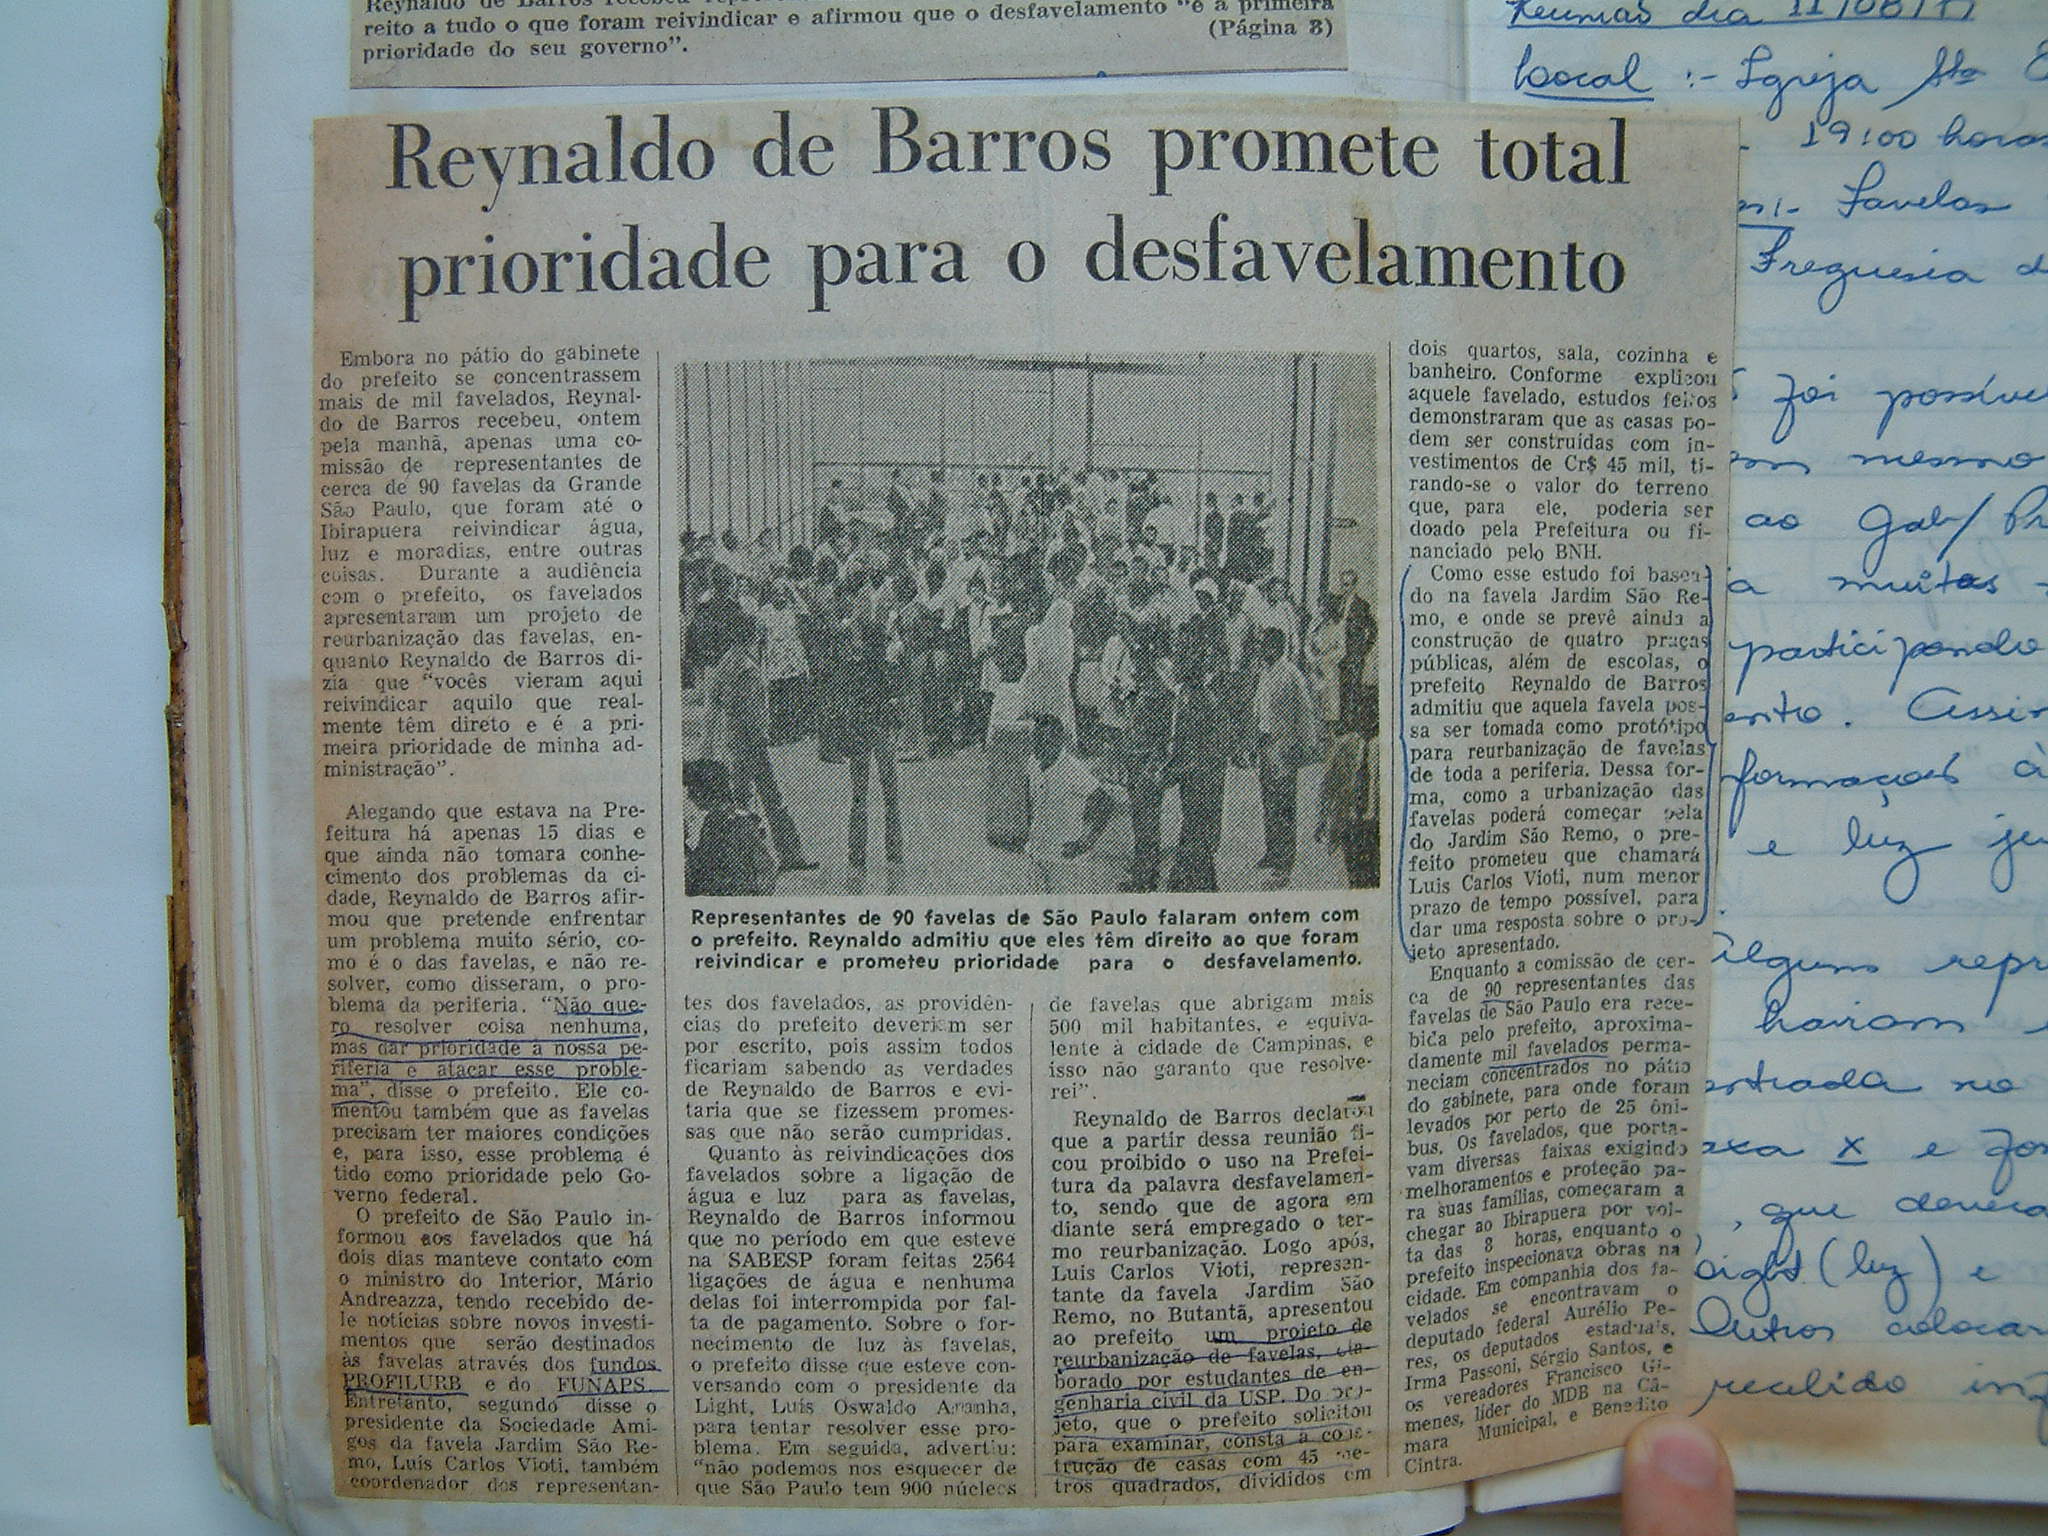 reito a tudo o que foram reivindicar e afirmou que o desfavelamento “é a primeira
prioridade do seu governo”. (Página 8)
Reynaldo de Barros promete total
prioridade para o desfavelamento
Embora no pátio do gabinete
do prefeito se concentrassem
mais de mil favelados, Reynal-
do de Barros recebeu, ontem
pela manhã, apenas uma co-
missão de representantes de
cerca de 90 favelas da Grande
São Paulo, que foram até o
Ibirapuera reivindicar água,
luz e moradias, entre outras
coisas. Durante a audiência
com o prefeito, os favelados
apresentaram um projeto de
reurbanização das favelas, en-
quanto Reynaldo de Barros di-
zia que “vocês vieram aqui
reivindicar aquilo que real-
mente têm direto e é a pri-
meira prioridade de minha ad-
ministração”.
Alegando que estava na Pre-
feitura há apenas 15 dias e
que ainda não tomara conhe-
cimento dos problemas da ci-
dade, Reynaldo de Barros afir-
mou que pretende enfrentar
um problema muito sério, co-
mo é o das favelas, e não re-
solver, como disseram, o pro-
blema da periferia. “Não que-
ro resolver coisa nenhuma,
mas dar prioridade à nossa pe-
riferia e atacar esse proble-
ma”, disse o prefeito. Ele co-
mentou também que as favelas
precisam ter maiores condições
e, para isso, esse problema é
tido como prioridade pelo Go-
verno federal.
O prefeito de São Paulo in-
formou aos favelados que há
dois dias manteve contato com
o ministro do Interior, Mário
Andreazza, tendo recebido de-
le notícias sobre novos investi-
mentos que serão destinados
às favelas através dos fundos
PROFILURB e do FUNAPS.
Entretanto, segundo disse o
presidente da Sociedade Ami-
gos da favela Jardim São Re-
mo, Luís Carlos Vioti, também
coordenador dos representan-
Representantes de 90 favelas de São Paulo falaram ontem com
o prefeito. Reynaldo admitiu que eles têm direito ao que foram
reivindicar e prometeu prioridade para o desfavelamento.
tes dos favelados, as providên-
cias do prefeito deveriam ser
por escrito, pois assim todos
ficariam sabendo as verdades
de Reynaldo de Barros e evi-
taria que se fizessem promes-
sas que não serão cumpridas.
Quanto às reivindicações dos
favelados sobre a ligação de
água e luz para as favelas,
Reynaldo de Barros informou
que no período em que esteve
na SABESP foram feitas 2564
ligações de água e nenhuma
delas foi interrompida por fal-
ta de pagamento. Sobre o for-
necimento de luz às favelas,
o prefeito disse que esteve con-
versando com o presidente da
Light, Luís Oswaldo Aranha,
para tentar resolver esse pro-
blema. Em seguida, advertiu:
“não podemos nos esquecer de
que São Paulo tem 900 núcleos
de favelas que abrigam mais
500 mil habitantes, e equiva-
lente à cidade de Campinas, e
isso não garanto que resolve-
rei”.
Reynaldo de Barros declarou
que a partir dessa reunião fi-
cou proibido o uso na Prefei-
tura da palavra desfavelamen-
to, sendo que de agora em
diante será empregado o ter-
mo reurbanização. Logo após,
Luís Carlos Vioti, represen-
tante da favela Jardim São
Remo, no Butantã, apresentou
ao prefeito um projeto de
reurbanização de favelas, ela-
borado por estudantes de en-
genharia civil da USP. Do pro-
jeto, que o prefeito solicitou
para examinar, consta a cons-
trução de casas com 45 me-
tros quadrados, divididos em
dois quartos, sala, cozinha e
banheiro. Conforme explicou
aquele favelado, estudos feitos
demonstraram que as casas po-
dem ser construídas com in-
vestimentos de Cr$ 45 mil, ti-
rando-se o valor do terreno
que, para ele, poderia ser
doado pela Prefeitura ou fi-
nanciado pelo BNH.
Como esse estudo foi basea-
do na favela Jardim São Re-
mo, e onde se prevê ainda a
construção de quatro praças
públicas, além de escolas, o
prefeito Reynaldo de Barros
admitiu que aquela favela pos-
sa ser tomada como protótipo
para reurbanização de favelas
de toda a periferia. Dessa for-
ma, como a urbanização das
favelas poderá começar pela
do Jardim São Remo, o pre-
feito prometeu que chamará
Luís Carlos Vioti, num menor
prazo de tempo possível, para
dar uma resposta sobre o pro-
jeto apresentado.
Enquanto a comissão de cer-
ca de 90 representantes das
favelas de São Paulo era rece-
bida pelo prefeito, aproxima-
damente mil favelados perma-
neciam concentrados no pátio
do gabinete, para onde foram
levados por perto de 25 ôni-
bus. Os favelados, que porta-
vam diversas faixas exigindo
melhoramentos e proteção pa-
ra suas famílias, começaram a
chegar ao Ibirapuera por vol-
ta das 8 horas, enquanto o
prefeito inspecionava obras na
cidade. Em companhia dos fa-
velados se encontravam o
deputado federal Aurélio Pe-
res, os deputados estaduais,
Irma Passoni, Sérgio Santos, e
os vereadores Francisco Gi-
menes, líder do MDB na Câ-
mara Municipal, e Benedito
Cintra.
Reunião dia 11/08/
Local :- Igreja Sta
19:00 horas
Favelas
Freguesia
foi possível
mesmo
ao Gab/
muitas
participando
Assim
formações à
e luz
Alguns
haviam
no
x e
, que
(luz) e
Outros
recebido